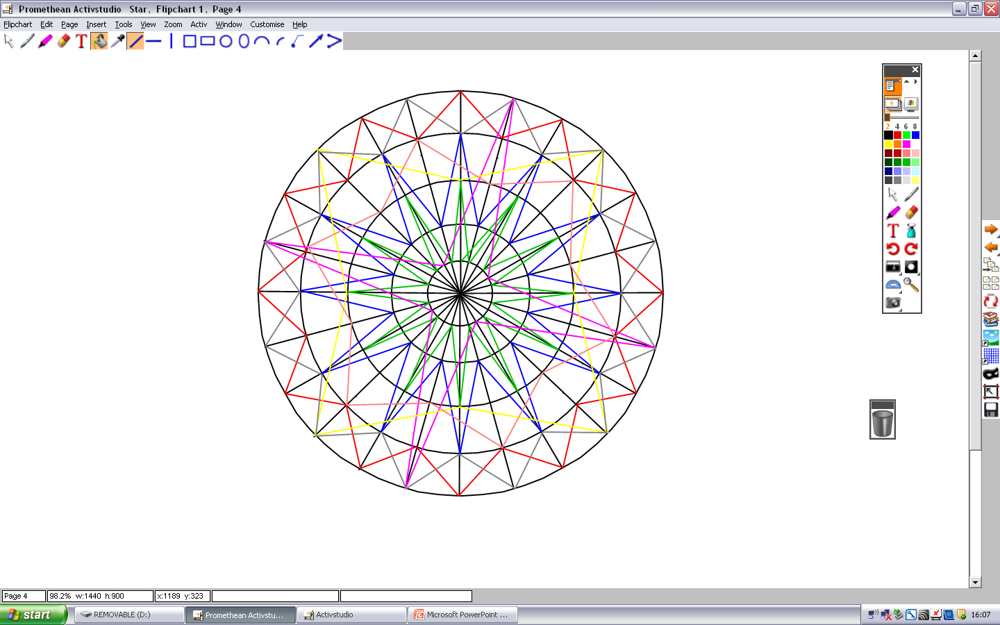 Promethean Activstudio   Star,  Flipchart 1,  Page 4
Flipchart Edit Page Insert Tools View Zoom Activ Window Customise Help
T
2 4 6 8
T
Page 4 98.2%  w:1440  h:900 x:1189  y:323
start REMOVABLE (D:) Promethean Activstu... Activstudio Microsoft PowerPoint ... 16:07